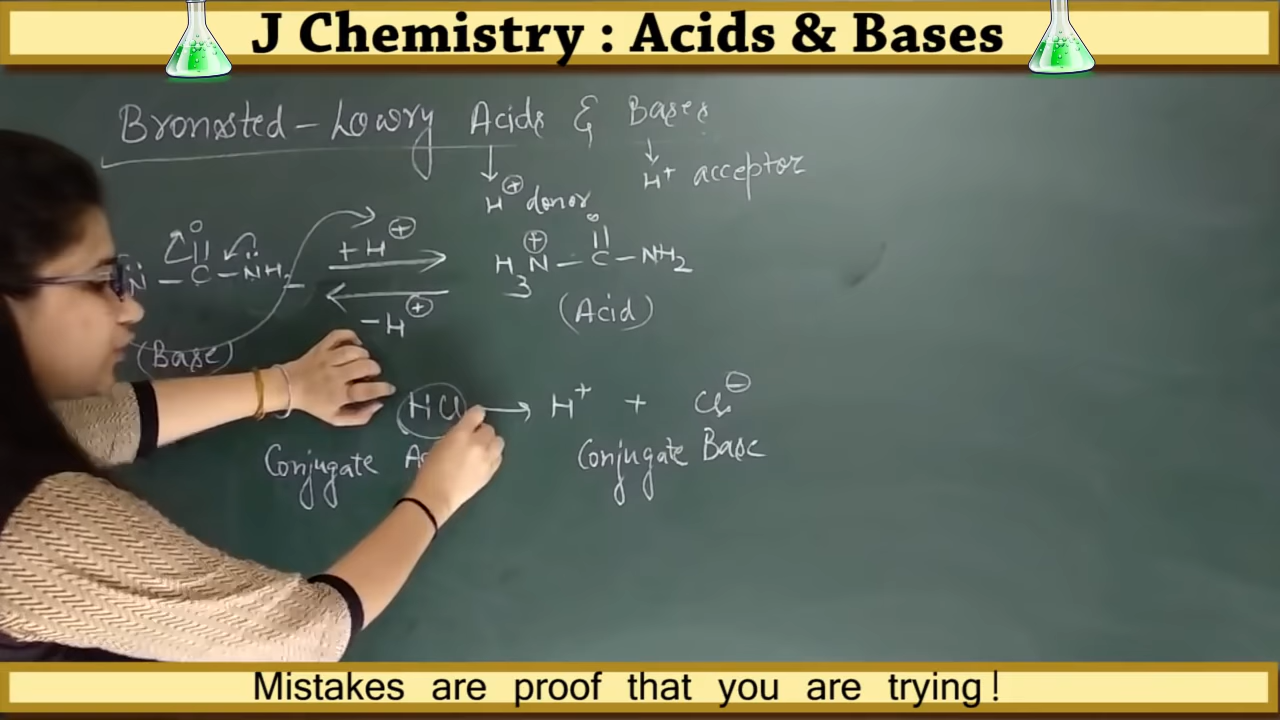 J Chemistry : Acids & Bases
Bronsted - Lowry Acids & Bases
↓ ↓
H⊕ donor H+ acceptor
O O
|| ⊕ ||
N̈ - C - N̈H2 +H⊕ H3N - C - NH2
-H⊕
(Base) (Acid)
HCl → H+ + Cl⊖
Conjugate Conjugate Base
Mistakes are proof that you are trying!